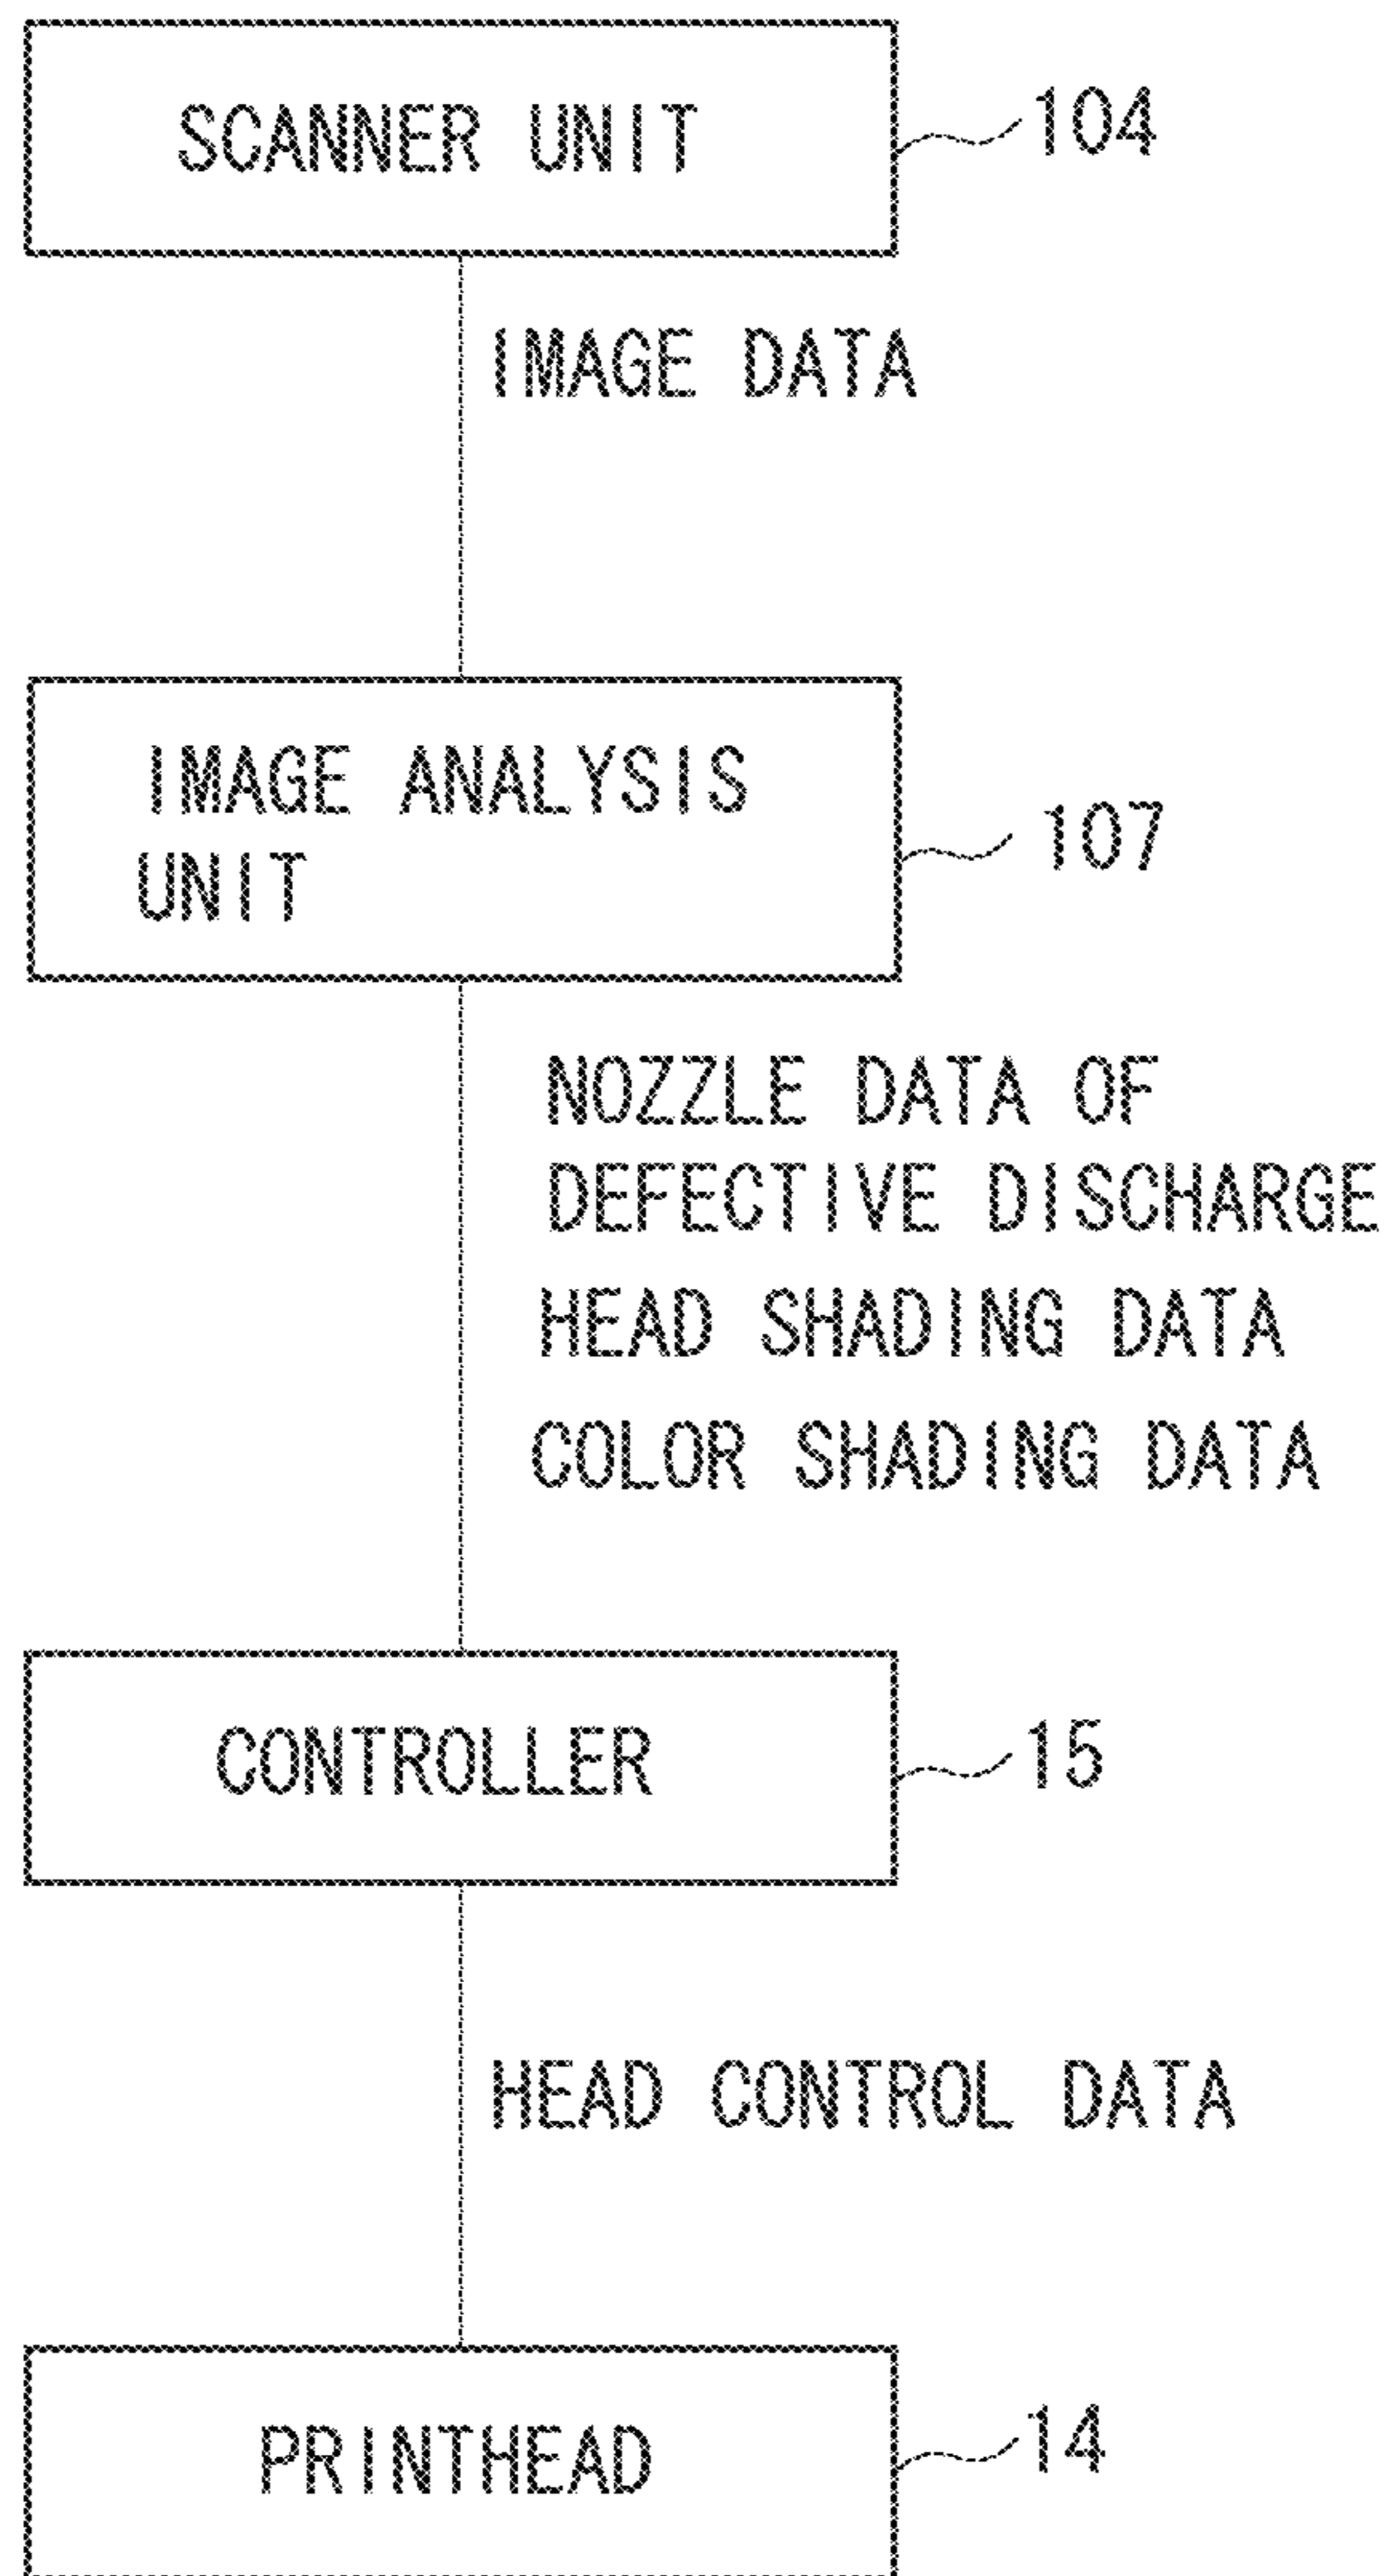 SCANNER UNIT
104
IMAGE DATA
IMAGE ANALYSIS
UNIT
107
NOZZLE DATA OF
DEFECTIVE DISCHARGE
HEAD SHADING DATA
COLOR SHADING DATA
CONTROLLER
15
HEAD CONTROL DATA
PRINTHEAD
14